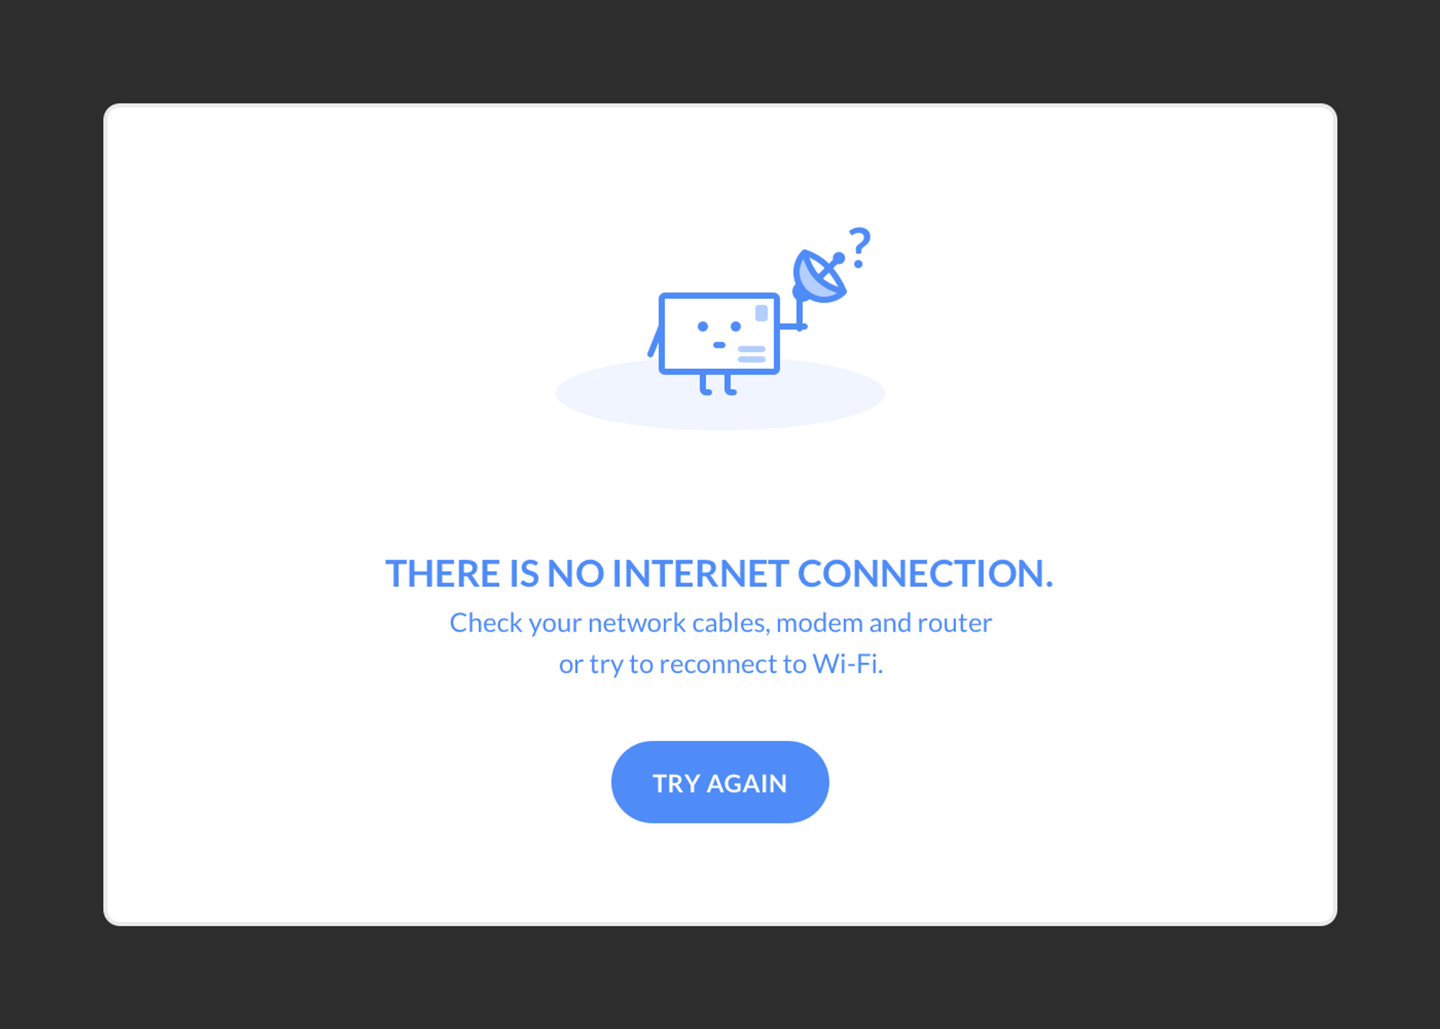 ?
THERE IS NO INTERNET CONNECTION.
Check your network cables, modem and router
or try to reconnect to Wi-Fi.
TRY AGAIN